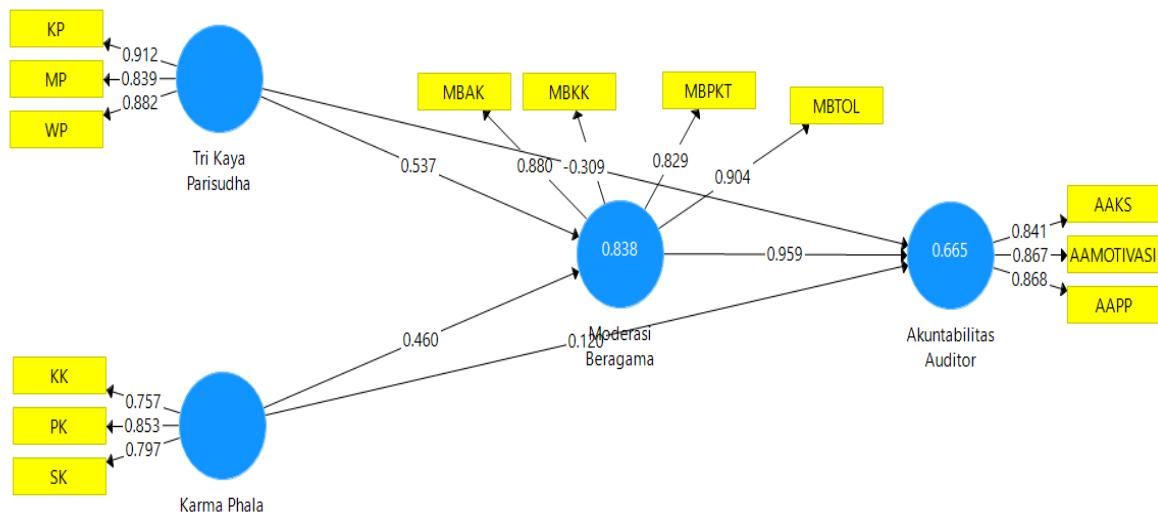 KP
0.912
MP
0.839
WP
0.882
Tri Kaya
Parisudha
MBAK
MBKK
MBPKT
MBTOL
0.880
-0.309
0.829
0.904
0.537
0.838
0.959
0.665
AAKS
0.841
AAMOTIVASI
0.867
AAPP
0.868
Moderasi
Beragama
Akuntabilitas
Auditor
0.460
0.120
KK
0.757
PK
0.853
SK
0.797
Karma Phala